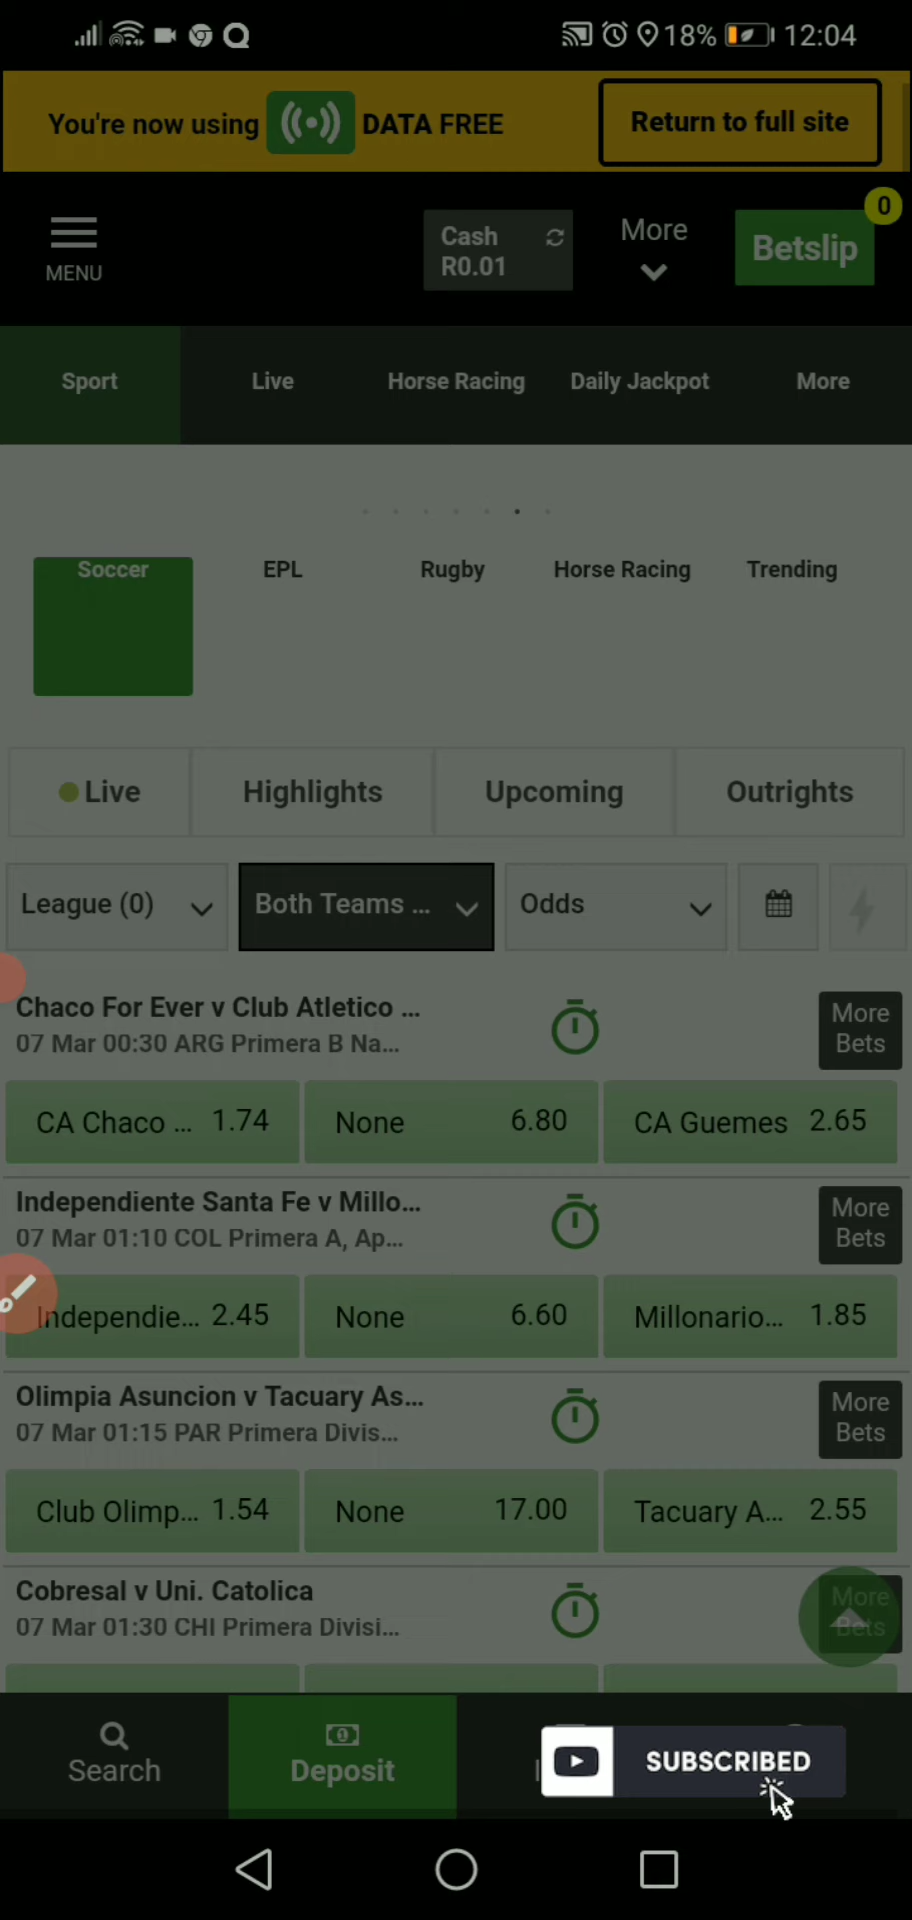 18% 12:04
You're now using DATA FREE Return to full site
0
MENU Cash R0.01 More Betslip
Sport Live Horse Racing Daily Jackpot More
Soccer EPL Rugby Horse Racing Trending
Live Highlights Upcoming Outrights
League (0) Both Teams ... Odds
Chaco For Ever v Club Atletico ... More
07 Mar 00:30 ARG Primera B Na... Bets
CA Chaco ... 1.74 None 6.80 CA Guemes 2.65
Independiente Santa Fe v Millo... More
07 Mar 01:10 COL Primera A, Ap... Bets
Independie... 2.45 None 6.60 Millonario... 1.85
Olimpia Asuncion v Tacuary As... More
07 Mar 01:15 PAR Primera Divis... Bets
Club Olimp... 1.54 None 17.00 Tacuary A... 2.55
Cobresal v Uni. Catolica More
07 Mar 01:30 CHI Primera Divisi... Bets
Search Deposit SUBSCRIBED